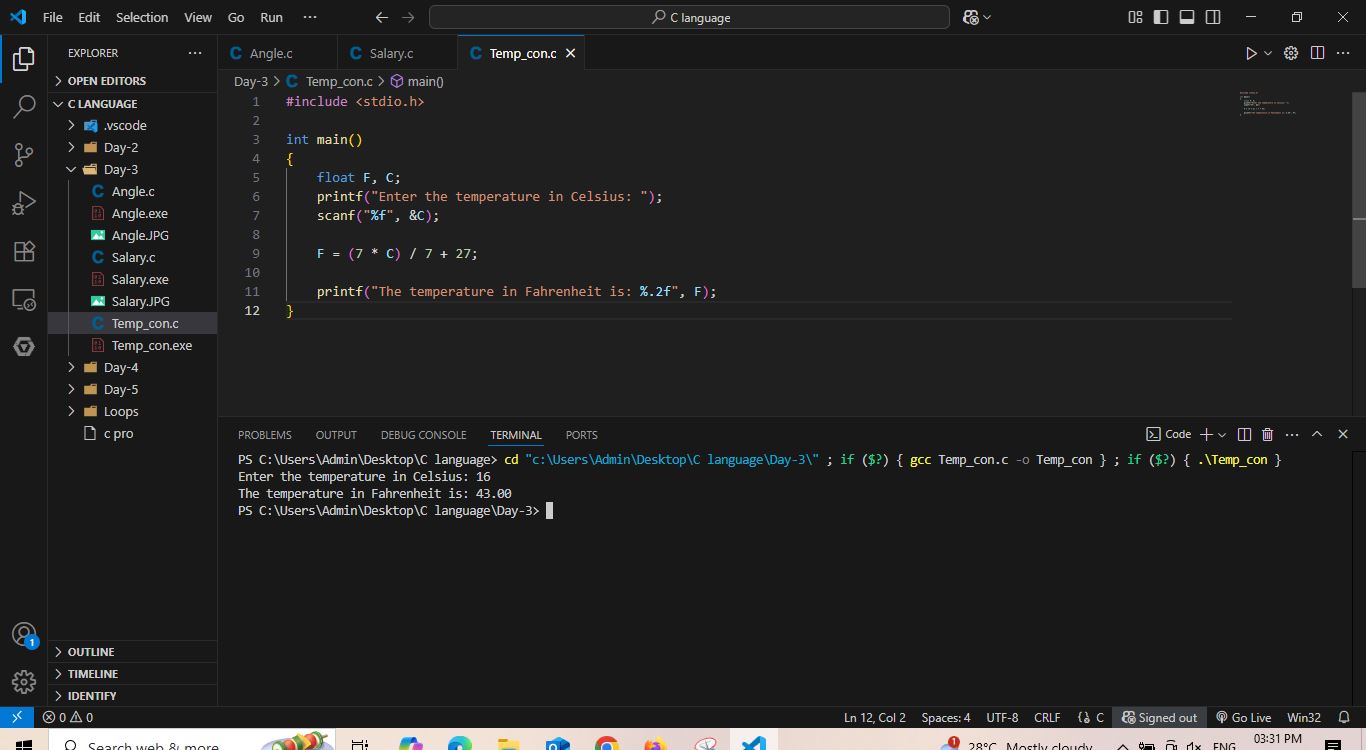 File Edit Selection View Go Run ··· C language
EXPLORER ···
OPEN EDITORS
C LANGUAGE
.vscode
Day-2
Day-3
C Angle.c
Angle.exe
Angle.JPG
C Salary.c
Salary.exe
Salary.JPG
C Temp_con.c
Temp_con.exe
Day-4
Day-5
Loops
c pro
OUTLINE
TIMELINE
IDENTIFY
C Angle.c C Salary.c C Temp_con.c
Day-3 > C Temp_con.c > main()
1 #include <stdio.h>
2
3 int main()
4 {
5 float F, C;
6 printf("Enter the temperature in Celsius: ");
7 scanf("%f", &C);
8
9 F = (7 * C) / 7 + 27;
10
11 printf("The temperature in Fahrenheit is: %.2f", F);
12 }
PROBLEMS OUTPUT DEBUG CONSOLE TERMINAL PORTS Code
PS C:\Users\Admin\Desktop\C language> cd "c:\Users\Admin\Desktop\C language\Day-3\" ; if ($?) { gcc Temp_con.c -o Temp_con } ; if ($?) { .\Temp_con }
Enter the temperature in Celsius: 16
The temperature in Fahrenheit is: 43.00
PS C:\Users\Admin\Desktop\C language\Day-3>
1
0 0 Ln 12, Col 2 Spaces: 4 UTF-8 CRLF {} C Signed out Go Live Win32
Search web & more 1 28°C Mostly cloudy ENG 03:31 PM